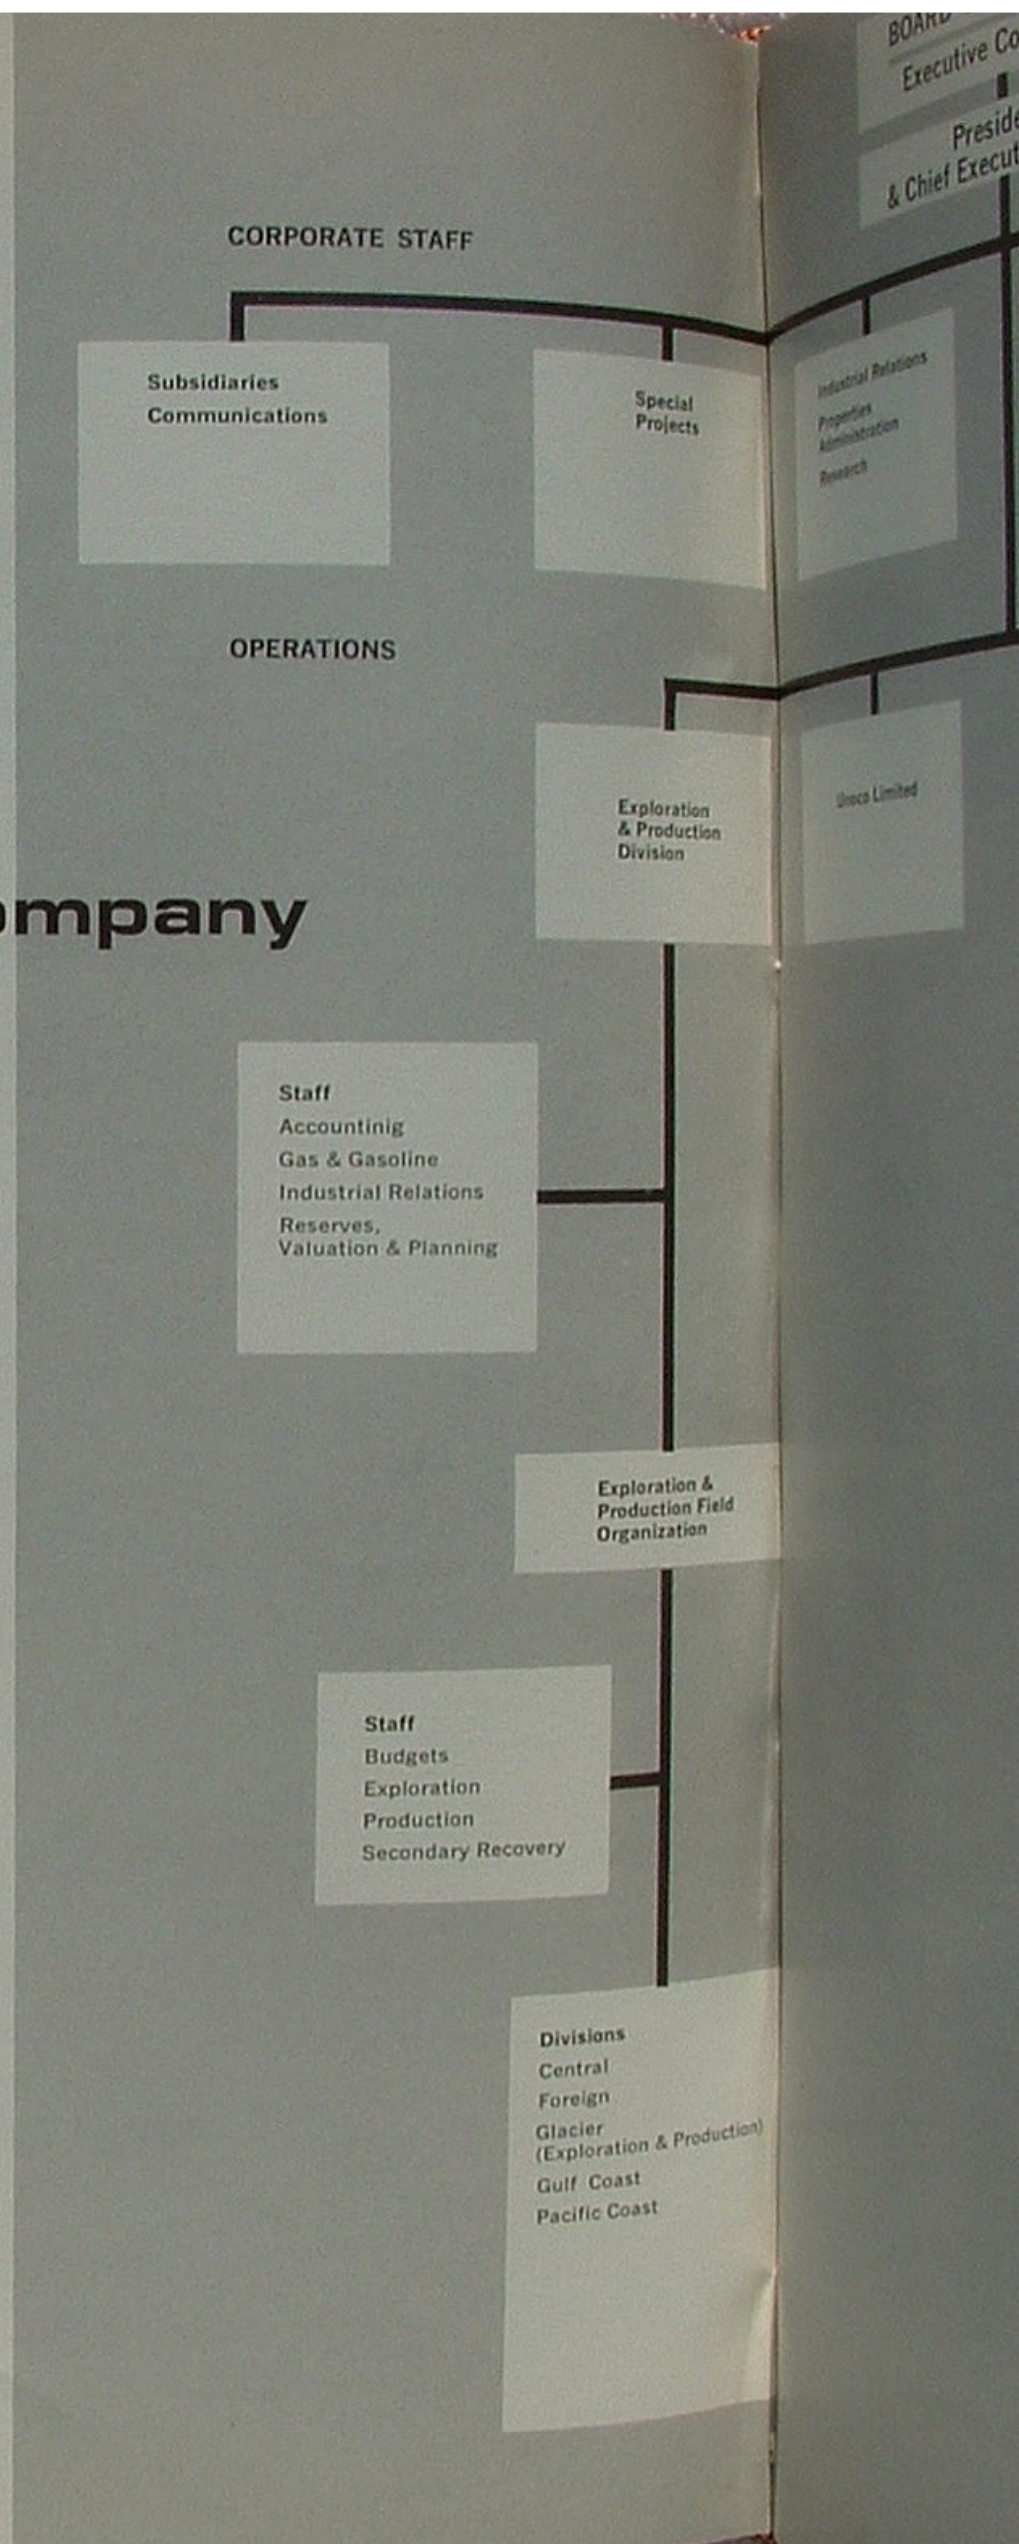 BOARD
Executive Co
Preside
& Chief Execut
CORPORATE STAFF
Subsidiaries
Communications
Special
Projects
Industrial Relations
Properties
Administration
Research
OPERATIONS
Exploration
& Production
Division
Unoco Limited
ompany
Staff
Accountinig
Gas & Gasoline
Industrial Relations
Reserves,
Valuation & Planning
Exploration &
Production Field
Organization
Staff
Budgets
Exploration
Production
Secondary Recovery
Divisions
Central
Foreign
Glacier
(Exploration & Production)
Gulf Coast
Pacific Coast